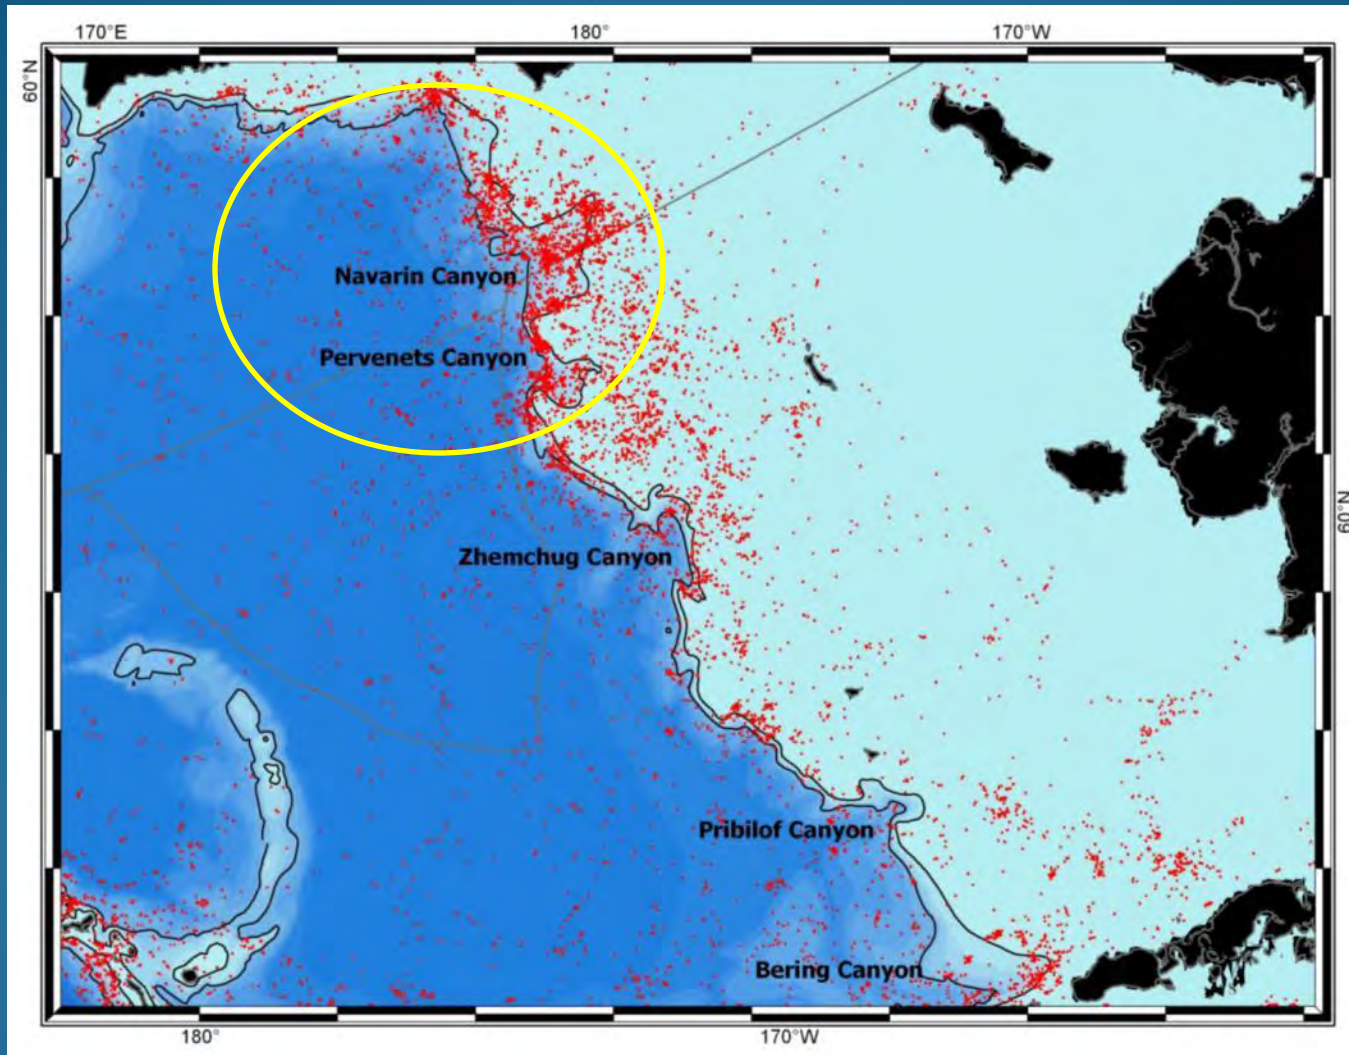 170°E 180° 170°W
60°N
Navarin Canyon
Pervenets Canyon
60°N
Zhemchug Canyon
Pribilof Canyon
Bering Canyon
180° 170°W